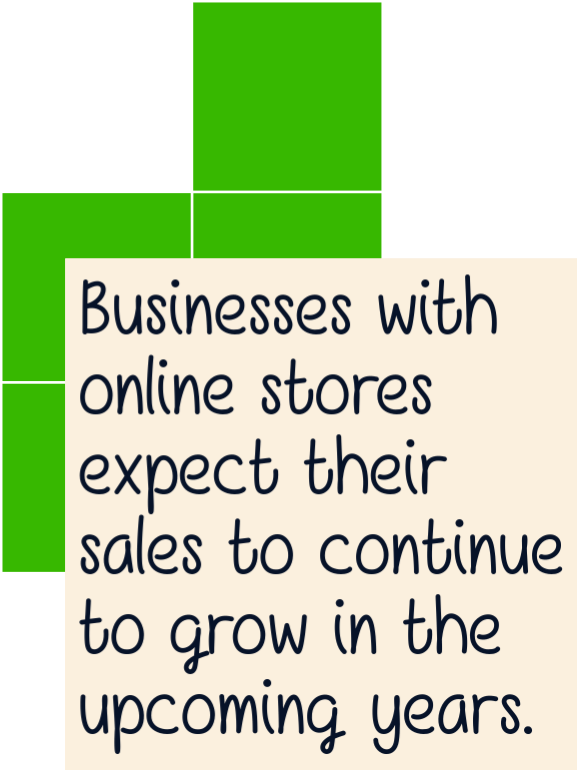 Businesses with
online stores
expect their
sales to continue
to grow in the
upcoming years.